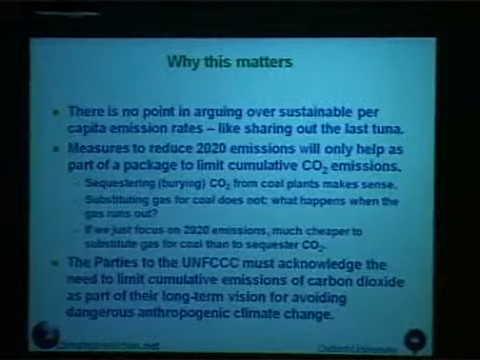 Why this matters
There is no point in arguing over sustainable per
capita emission rates – like sharing out the last tuna.
Measures to reduce 2020 emissions will only help as
part of a package to limit cumulative CO2 emissions.
Sequestering (burying) CO2 from coal plants makes sense.
Substituting gas for coal does not: what happens when the
gas runs out?
If we just focus on 2020 emissions, much cheaper to
substitute gas for coal than to sequester CO2.
The Parties to the UNFCCC must acknowledge the
need to limit cumulative emissions of carbon dioxide
as part of their long-term vision for avoiding
dangerous anthropogenic climate change.
Oxford University